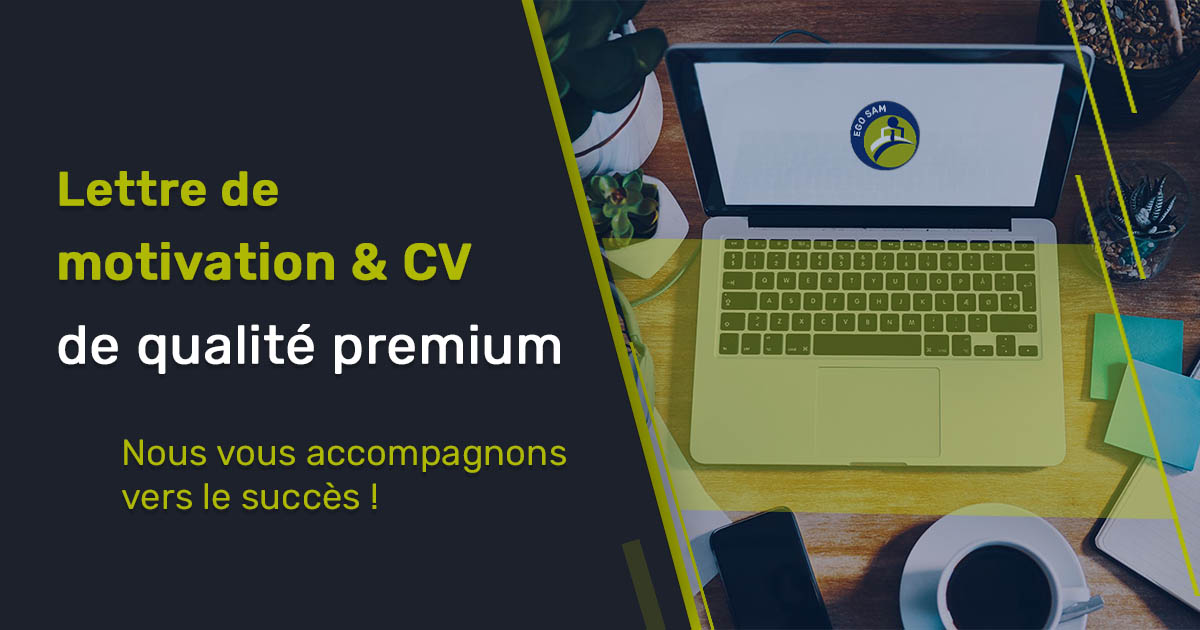 Lettre de
motivation & CV
de qualité premium
Nous vous accompagnons
vers le succès !
EGO SAM